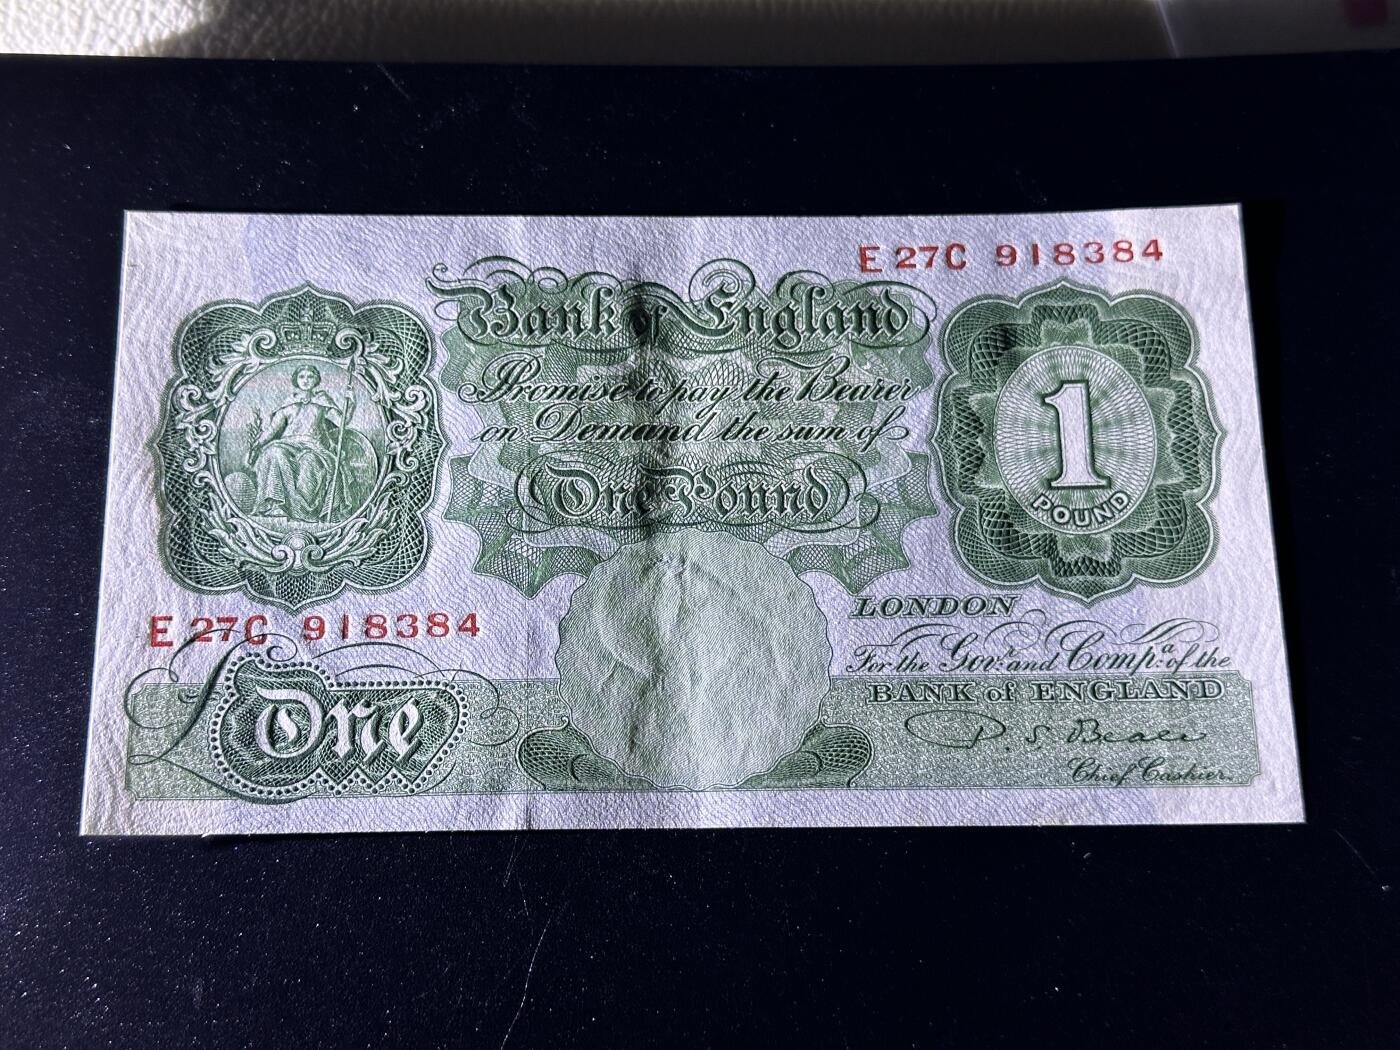 E 27C 918384
Bank of England
Promise to pay the Bearer
on Demand the sum of
One Pound
1
POUND
LONDON
E 27C 918384
For the Govr. and Compa. of the
BANK of ENGLAND
£One
P. S. Beale
Chief Cashier.